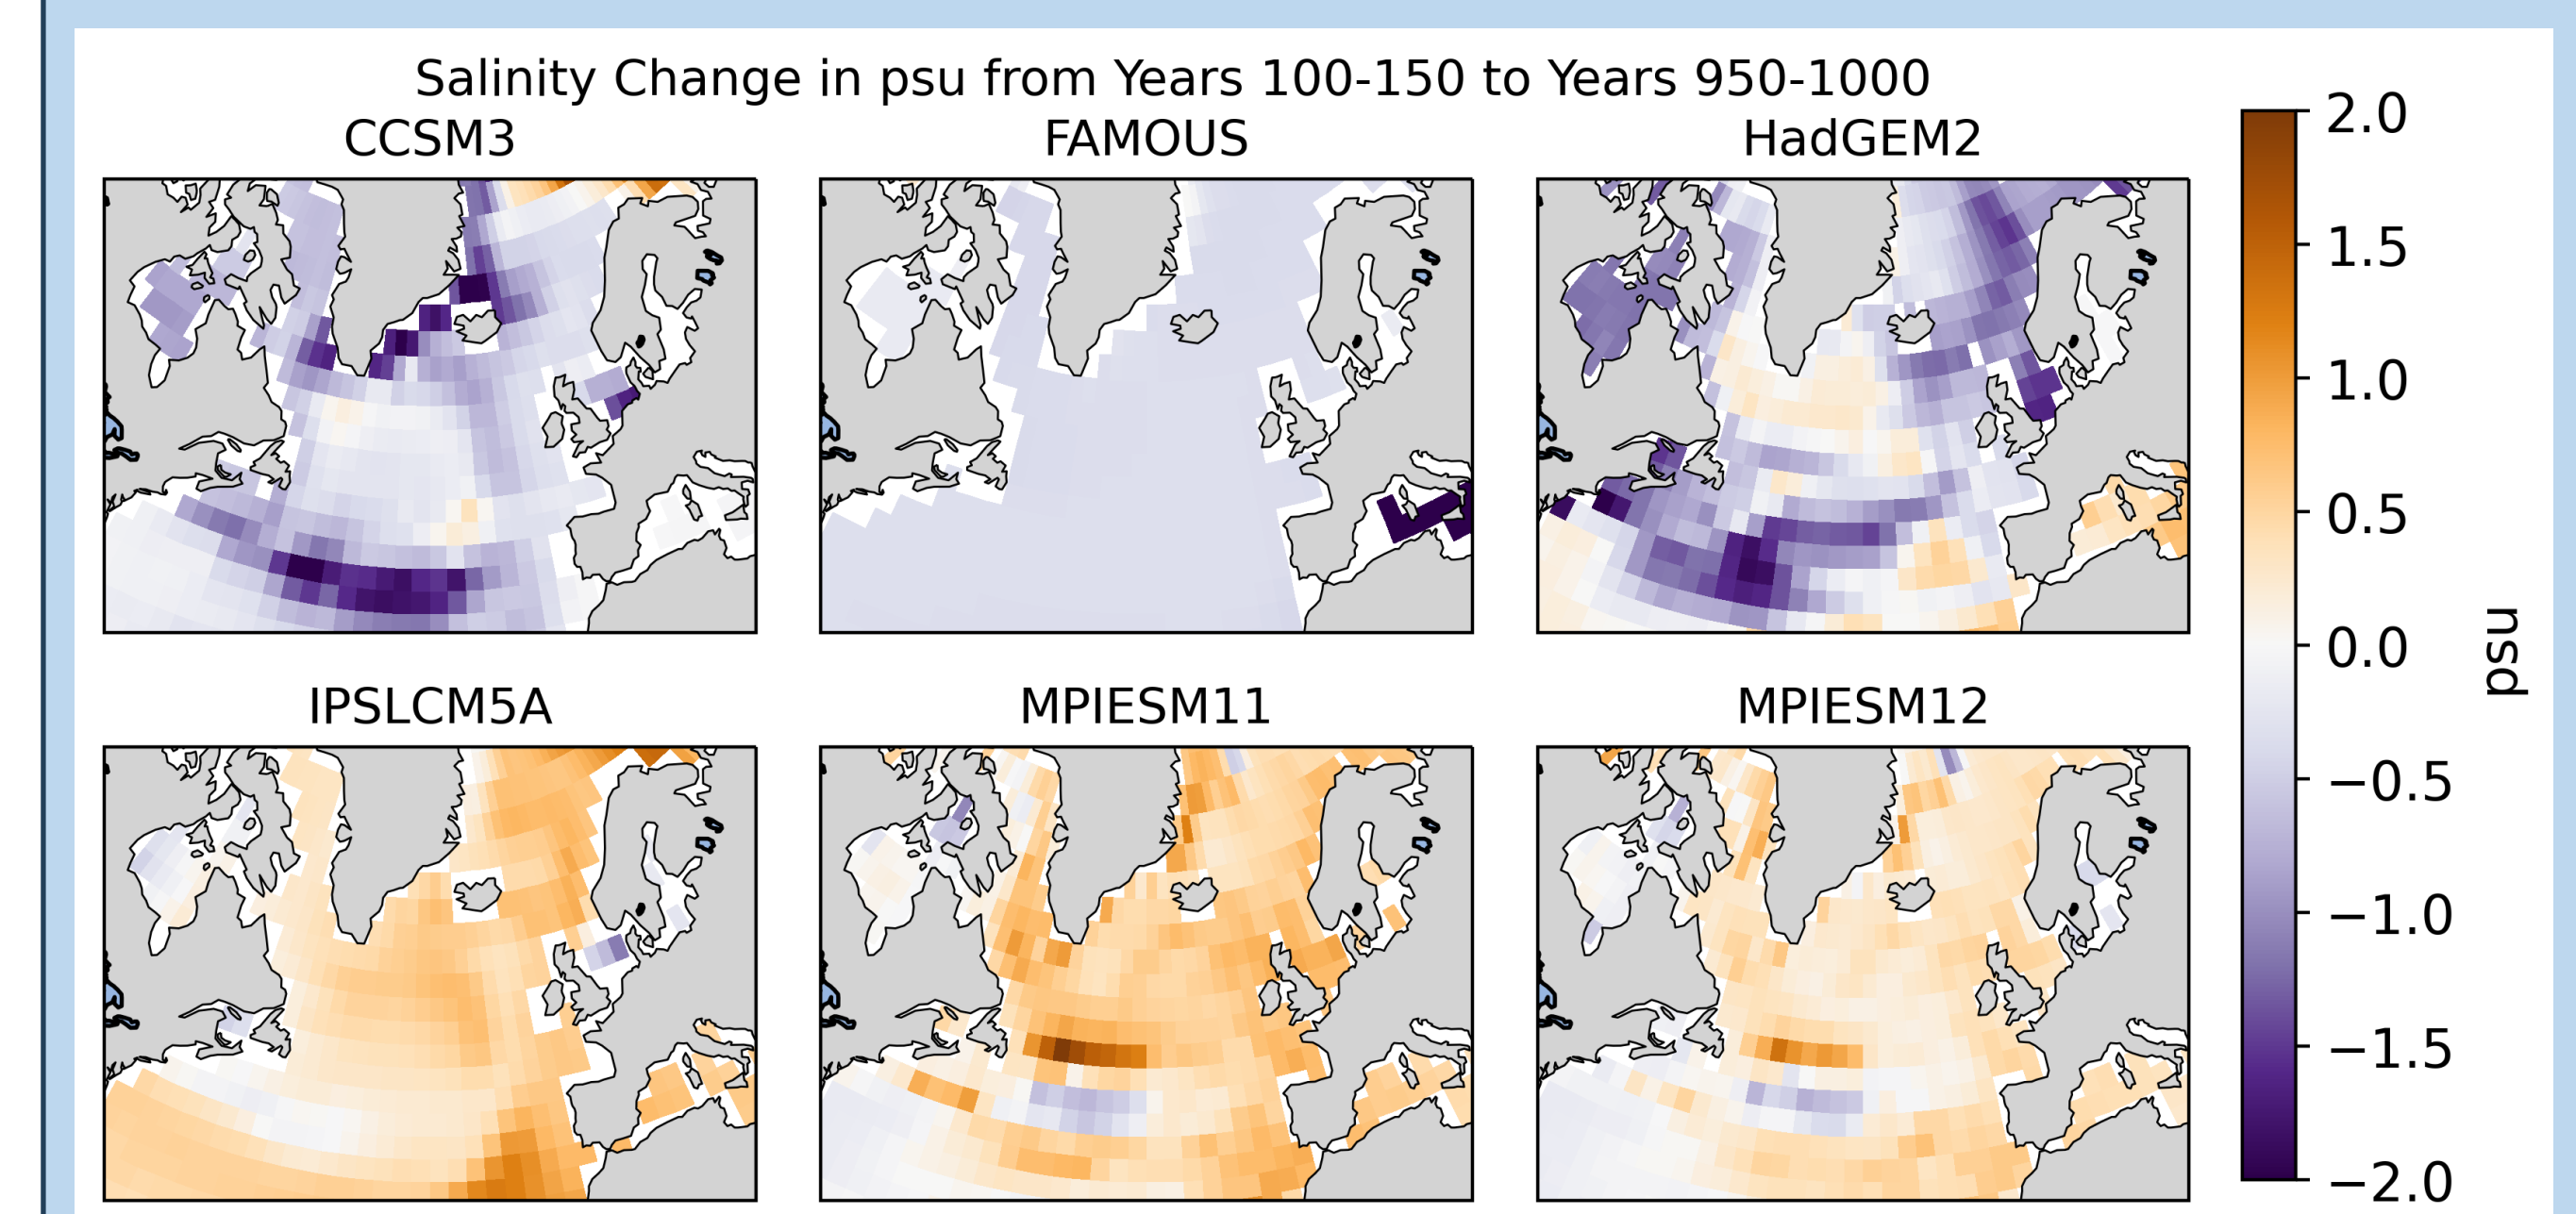 Salinity Change in psu from Years 100-150 to Years 950-1000
CCSM3
FAMOUS
HadGEM2
IPSLCM5A
MPIESM11
MPIESM12
2.0
1.5
1.0
0.5
0.0
−0.5
−1.0
−1.5
−2.0
psu